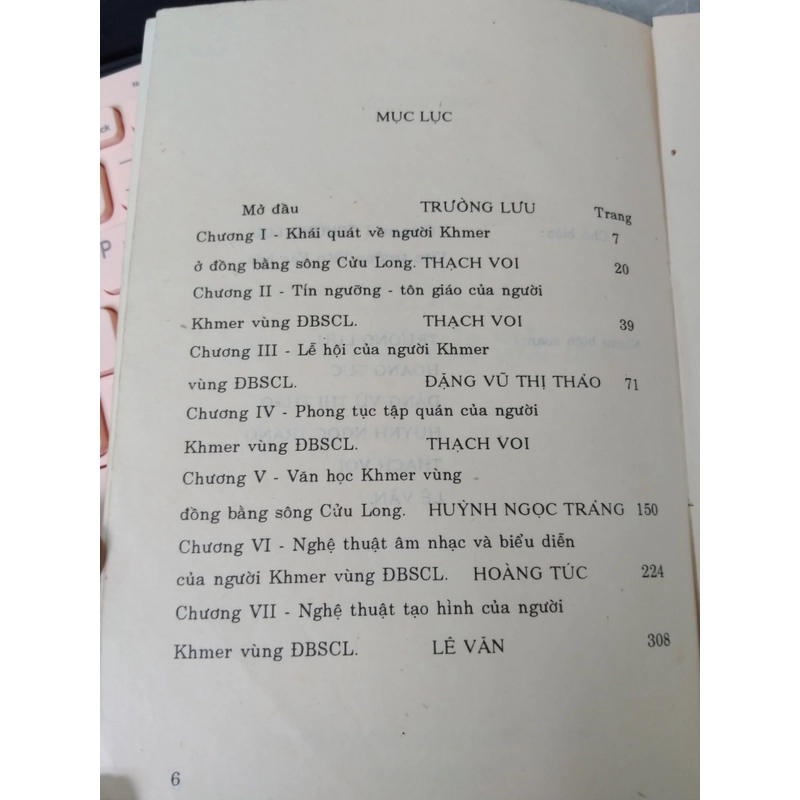 MỤC LỤC
Mở đầu TRƯỜNG LƯU Trang
Chương I - Khái quát về người Khmer 7
ở đồng bằng sông Cửu Long. THẠCH VOI 20
Chương II - Tín ngưỡng - tôn giáo của người
Khmer vùng ĐBSCL. THẠCH VOI 39
Chương III - Lễ hội của người Khmer
vùng ĐBSCL. ĐẶNG VŨ THỊ THẢO 71
Chương IV - Phong tục tập quán của người
Khmer vùng ĐBSCL. THẠCH VOI
Chương V - Văn học Khmer vùng
đồng bằng sông Cửu Long. HUỲNH NGỌC TRẢNG 150
Chương VI - Nghệ thuật âm nhạc và biểu diễn
của người Khmer vùng ĐBSCL. HOÀNG TÚC 224
Chương VII - Nghệ thuật tạo hình của người
Khmer vùng ĐBSCL. LÊ VĂN 308
6